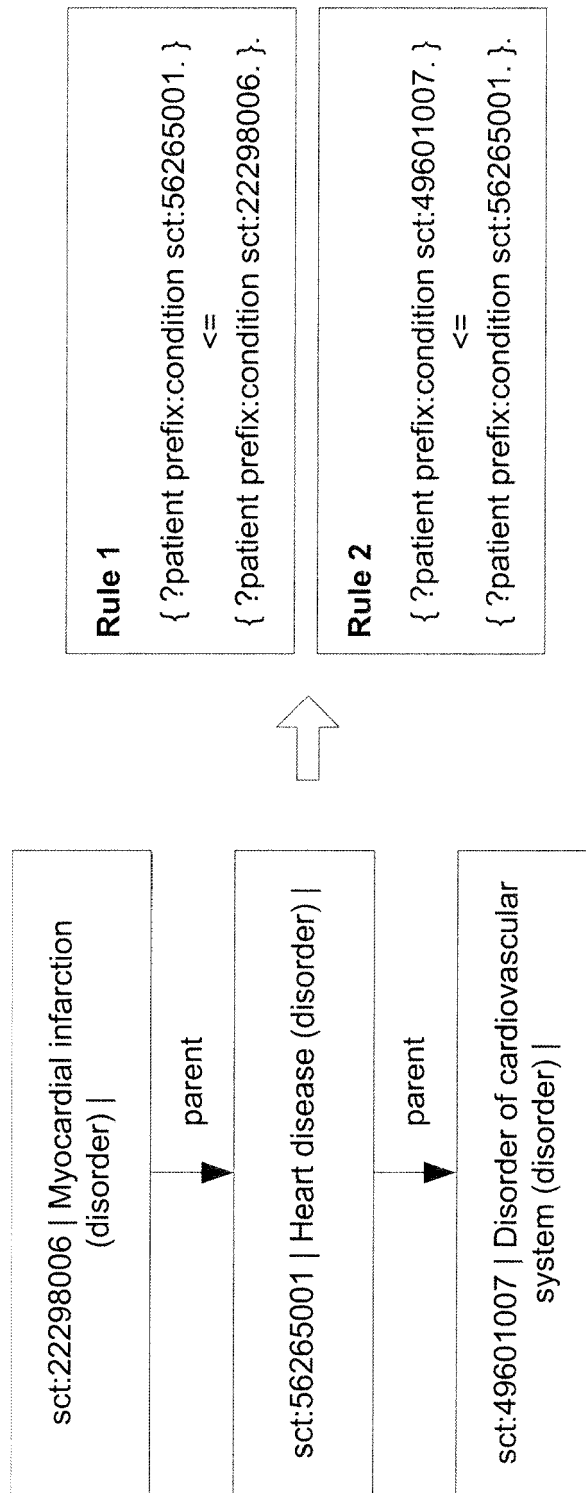 sct:22298006 | Myocardial infarction
(disorder) |
parent
sct:56265001 | Heart disease (disorder) |
parent
sct:49601007 | Disorder of cardiovascular
system (disorder) |
Rule 1
{ ?patient prefix:condition sct:56265001. }
<=
{ ?patient prefix:condition sct:22298006. }.
Rule 2
{ ?patient prefix:condition sct:49601007. }
<=
{ ?patient prefix:condition sct:56265001. }.